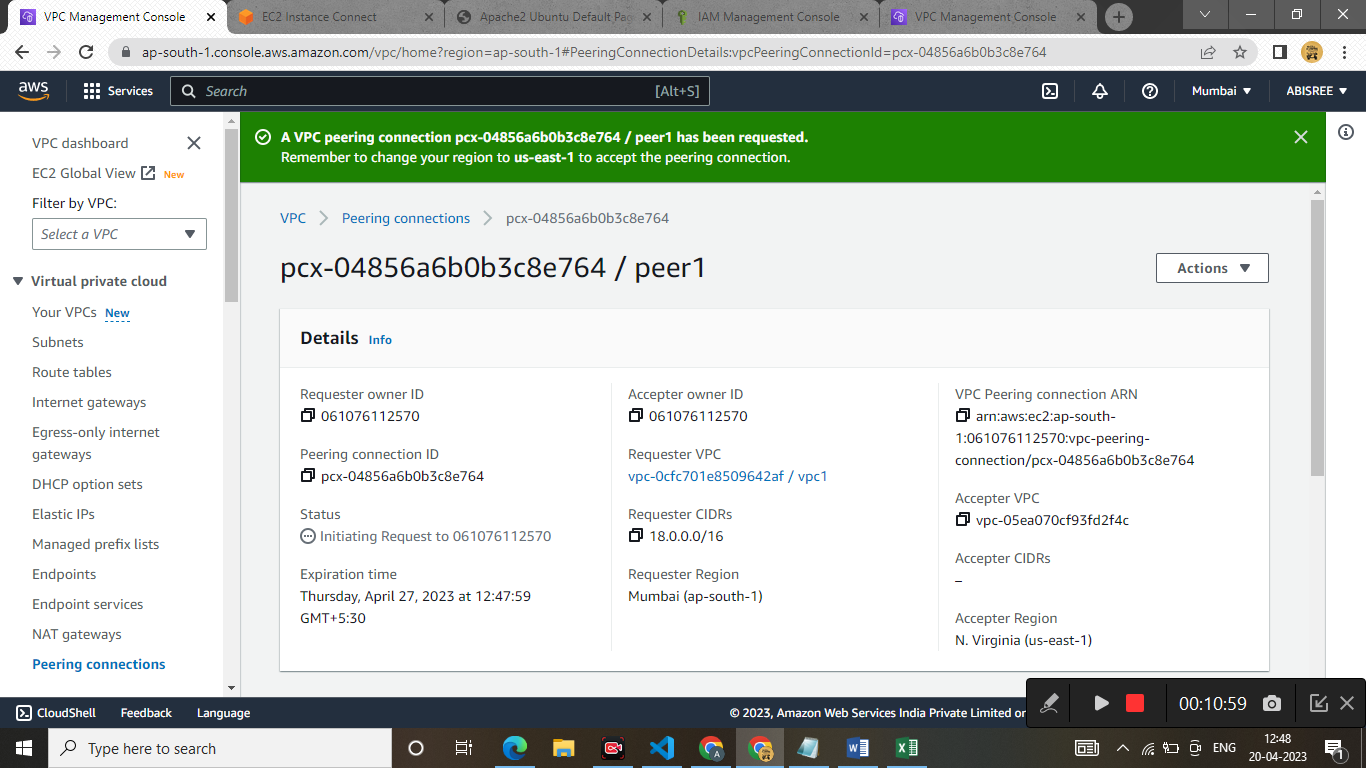 VPC Management Console
EC2 Instance Connect
Apache2 Ubuntu Default Pag
IAM Management Console
VPC Management Console
ap-south-1.console.aws.amazon.com/vpc/home?region=ap-south-1#PeeringConnectionDetails:vpcPeeringConnectionId=pcx-04856a6b0b3c8e764
aws
Services
Search
[Alt+S]
Mumbai
ABISREE
VPC dashboard
EC2 Global View New
Filter by VPC:
Select a VPC
Virtual private cloud
Your VPCs New
Subnets
Route tables
Internet gateways
Egress-only internet
gateways
DHCP option sets
Elastic IPs
Managed prefix lists
Endpoints
Endpoint services
NAT gateways
Peering connections
A VPC peering connection pcx-04856a6b0b3c8e764 / peer1 has been requested.
Remember to change your region to us-east-1 to accept the peering connection.
VPC
Peering connections
pcx-04856a6b0b3c8e764
pcx-04856a6b0b3c8e764 / peer1
Actions
Details Info
Requester owner ID
061076112570
Peering connection ID
pcx-04856a6b0b3c8e764
Status
Initiating Request to 061076112570
Expiration time
Thursday, April 27, 2023 at 12:47:59
GMT+5:30
Accepter owner ID
061076112570
Requester VPC
vpc-0cfc701e8509642af / vpc1
Requester CIDRs
18.0.0.0/16
Requester Region
Mumbai (ap-south-1)
VPC Peering connection ARN
arn:aws:ec2:ap-south-
1:061076112570:vpc-peering-
connection/pcx-04856a6b0b3c8e764
Accepter VPC
vpc-05ea070cf93fd2f4c
Accepter CIDRs
–
Accepter Region
N. Virginia (us-east-1)
00:10:59
CloudShell
Feedback
Language
© 2023, Amazon Web Services India Private Limited or
Type here to search
A
ENG
12:48
20-04-2023
1